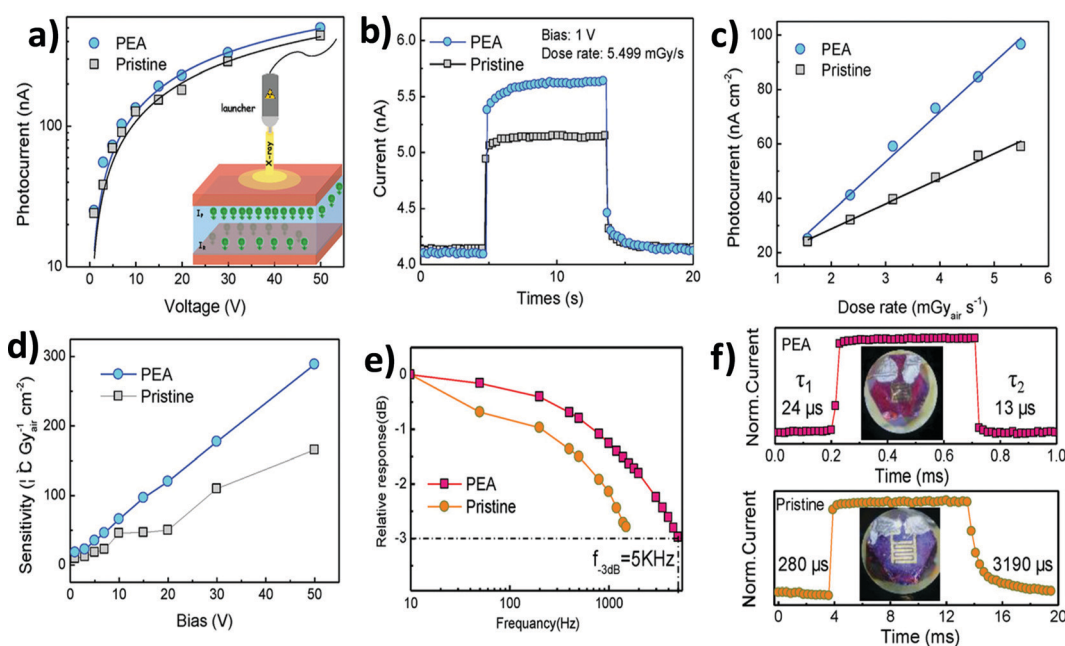 a)
PEA
Pristine
launcher
X-ray
Photocurrent (nA)
1000
100
10
0 10 20 30 40 50
Voltage (V)
b)
PEA
Pristine
Bias: 1 V
Dose rate: 5.499 mGy/s
Current (nA)
6.0
5.5
5.0
4.5
4.0
0 5 10 15 20
Times (s)
c)
PEA
Pristine
Photocurrent (nA cm⁻²)
100
80
60
40
20
1 2 3 4 5 6
Dose rate (mGyair s⁻¹)
d)
PEA
Pristine
Sensitivity (¦ÌC Gy⁻¹air cm⁻²)
300
200
100
0
0 10 20 30 40 50
Bias (V)
e)
Relative response(dB)
0
-1
-2
-3
PEA
Pristine
f-3dB=5KHz
10 100 1000
Frequancy(Hz)
f)
Norm.Current
PEA
τ1
24 µs
τ2
13 µs
0.0 0.2 0.4 0.6 0.8 1.0
Time (ms)
Norm.Current
Pristine
280 µs
3190 µs
0 4 8 12 16 20
Time (ms)